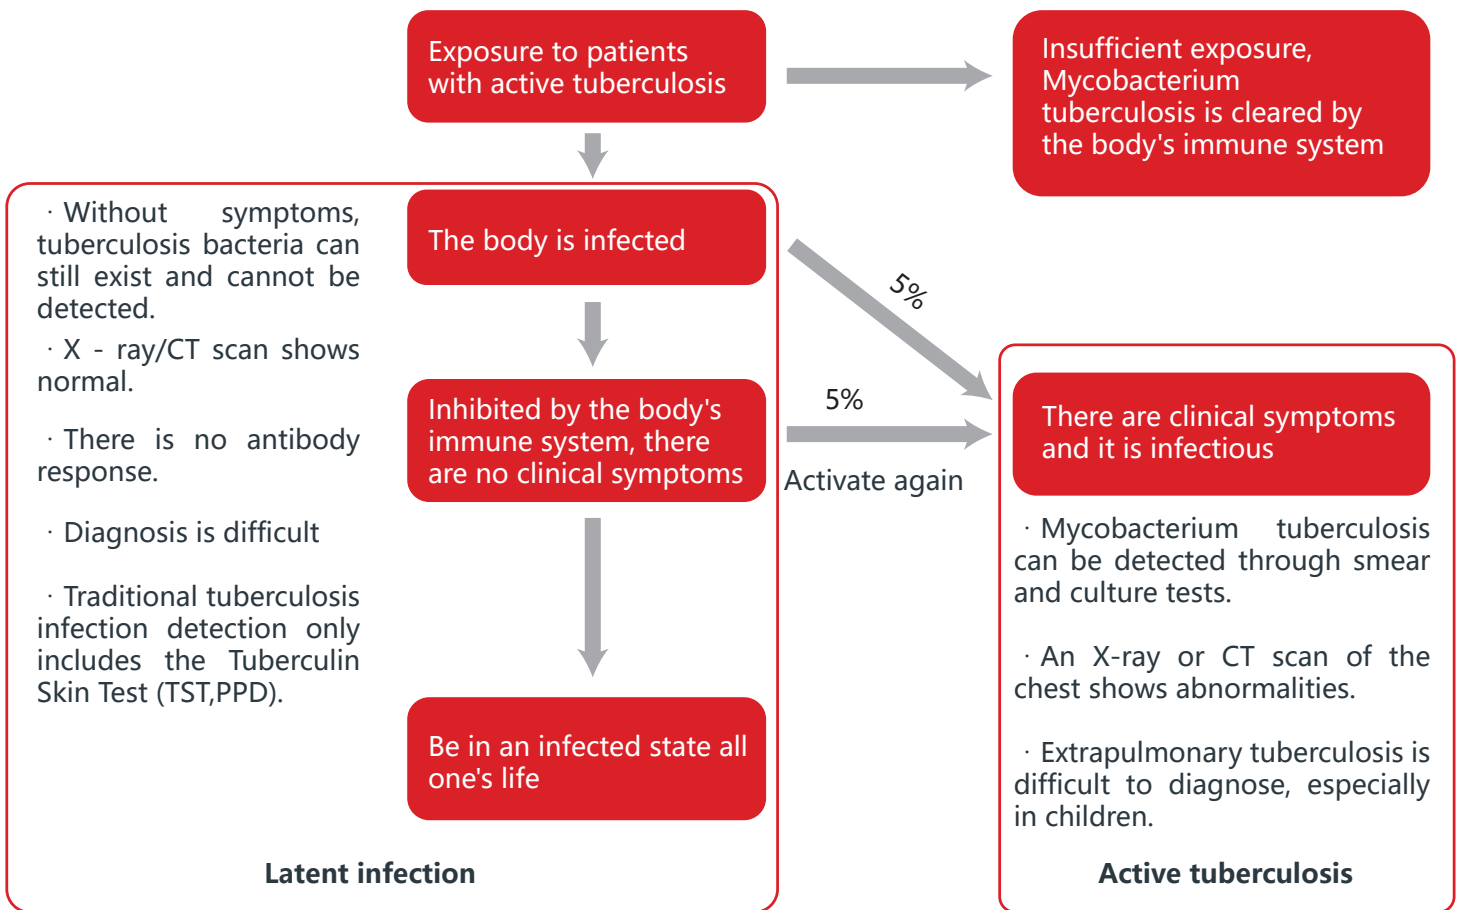 Exposure to patients
with active tuberculosis
Insufficient exposure,
Mycobacterium
tuberculosis is cleared by
the body's immune system
· Without symptoms,
tuberculosis bacteria can
still exist and cannot be
detected.
· X - ray/CT scan shows
normal.
· There is no antibody
response.
· Diagnosis is difficult
· Traditional tuberculosis
infection detection only
includes the Tuberculin
Skin Test (TST,PPD).
The body is infected
5%
Inhibited by the body's
immune system, there
are no clinical symptoms
5%
Activate again
Be in an infected state all
one's life
Latent infection
There are clinical symptoms
and it is infectious
· Mycobacterium tuberculosis
can be detected through smear
and culture tests.
· An X-ray or CT scan of the
chest shows abnormalities.
· Extrapulmonary tuberculosis is
difficult to diagnose, especially
in children.
Active tuberculosis